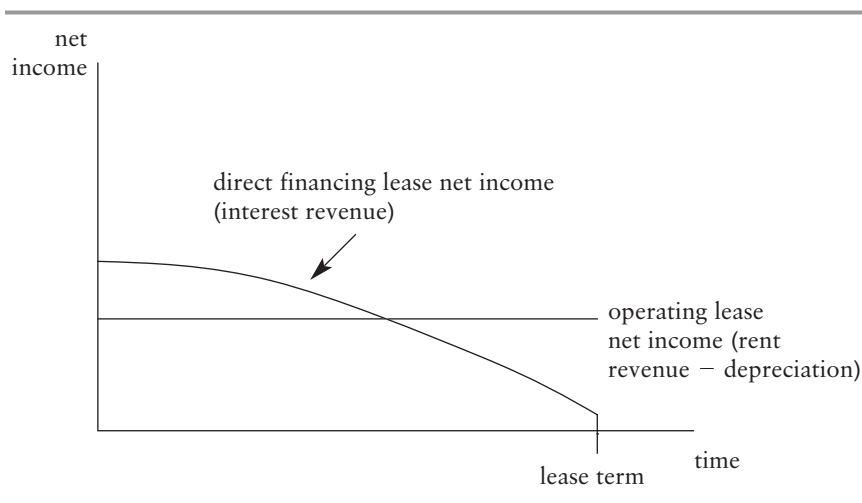 net
income
direct financing lease net income
(interest revenue)
operating lease
net income (rent
revenue − depreciation)
time
lease term